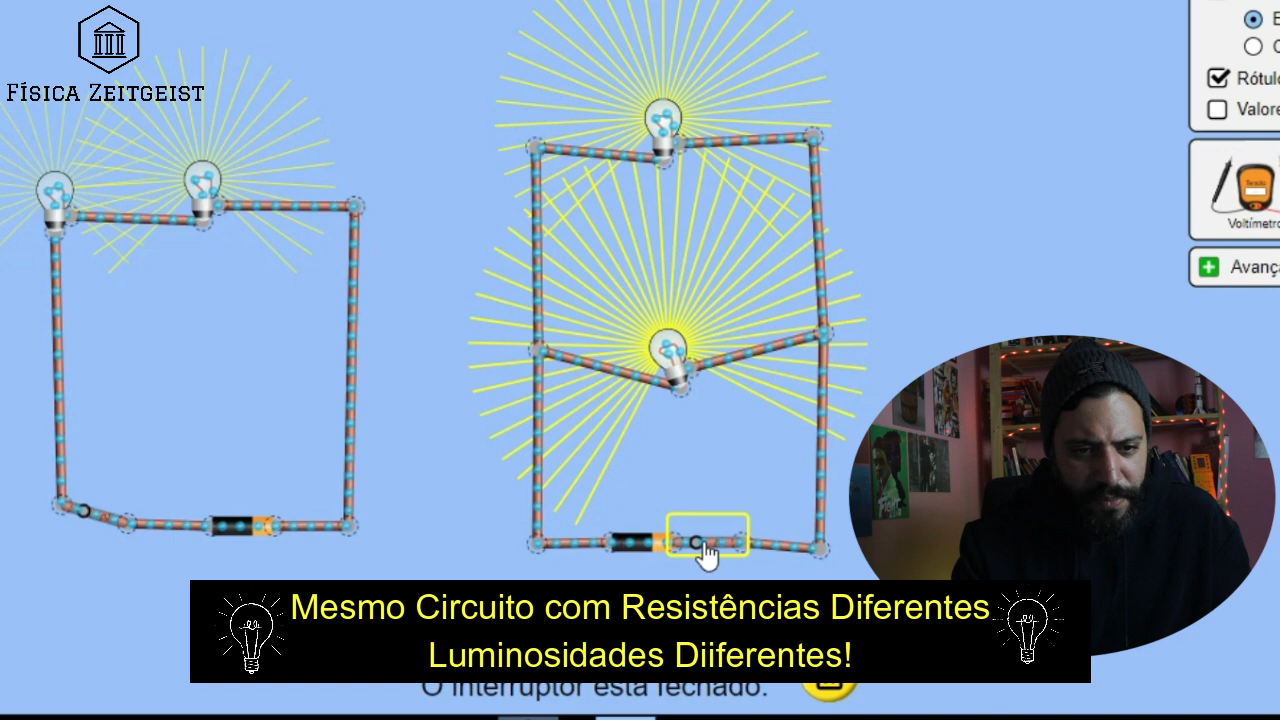 FÍSICA ZEITGEIST
Rótulo
Valore
Voltímetro
Avanç
Mesmo Circuito com Resistências Diferentes
Luminosidades Diiferentes!
O interruptor está fechado.